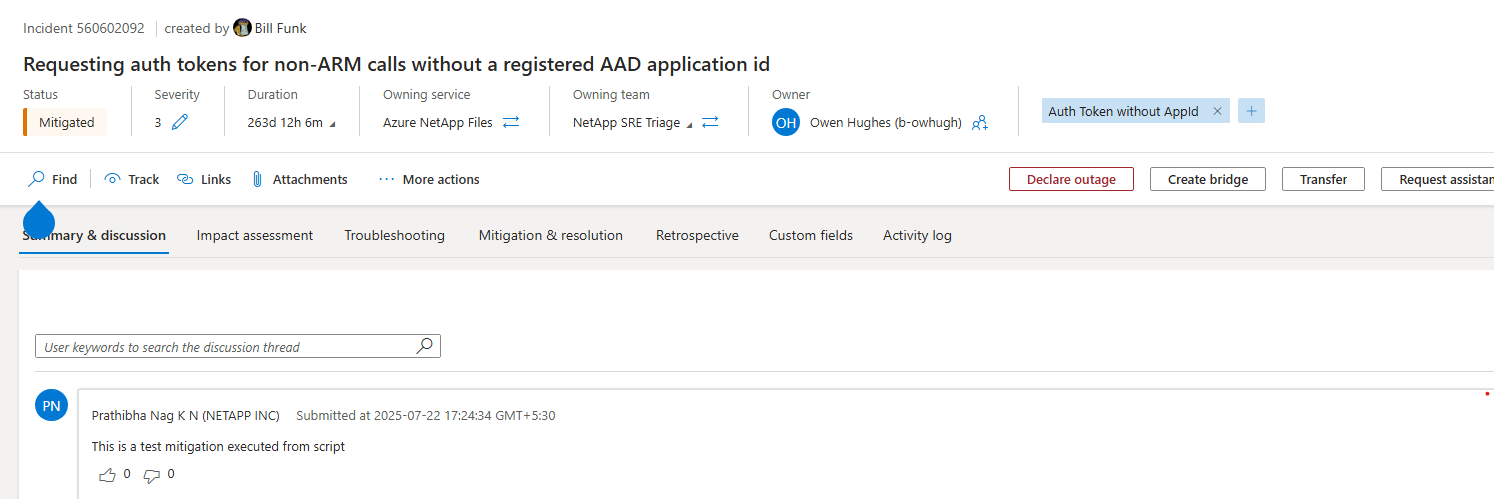 Incident 560602092 created by Bill Funk
Requesting auth tokens for non-ARM calls without a registered AAD application id
Status Severity Duration Owning service Owning team Owner
Mitigated 3 263d 12h 6m Azure NetApp Files NetApp SRE Triage OH Owen Hughes (b-owhugh) Auth Token without AppId
Find Track Links Attachments More actions Declare outage Create bridge Transfer Request assistan
Summary & discussion Impact assessment Troubleshooting Mitigation & resolution Retrospective Custom fields Activity log
User keywords to search the discussion thread
PN Prathibha Nag K N (NETAPP INC) Submitted at 2025-07-22 17:24:34 GMT+5:30
This is a test mitigation executed from script
0 0